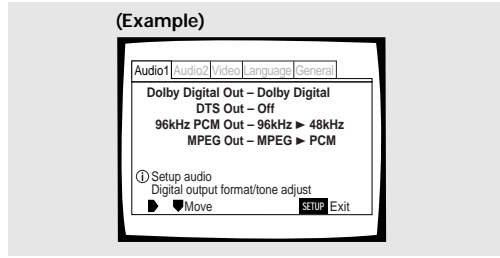 (Example)
Audio1 Audio2 Video Language General
Dolby Digital Out – Dolby Digital
DTS Out – Off
96kHz PCM Out – 96kHz ► 48kHz
MPEG Out – MPEG ► PCM
ⓘ Setup audio
Digital output format/tone adjust
Move SETUP Exit